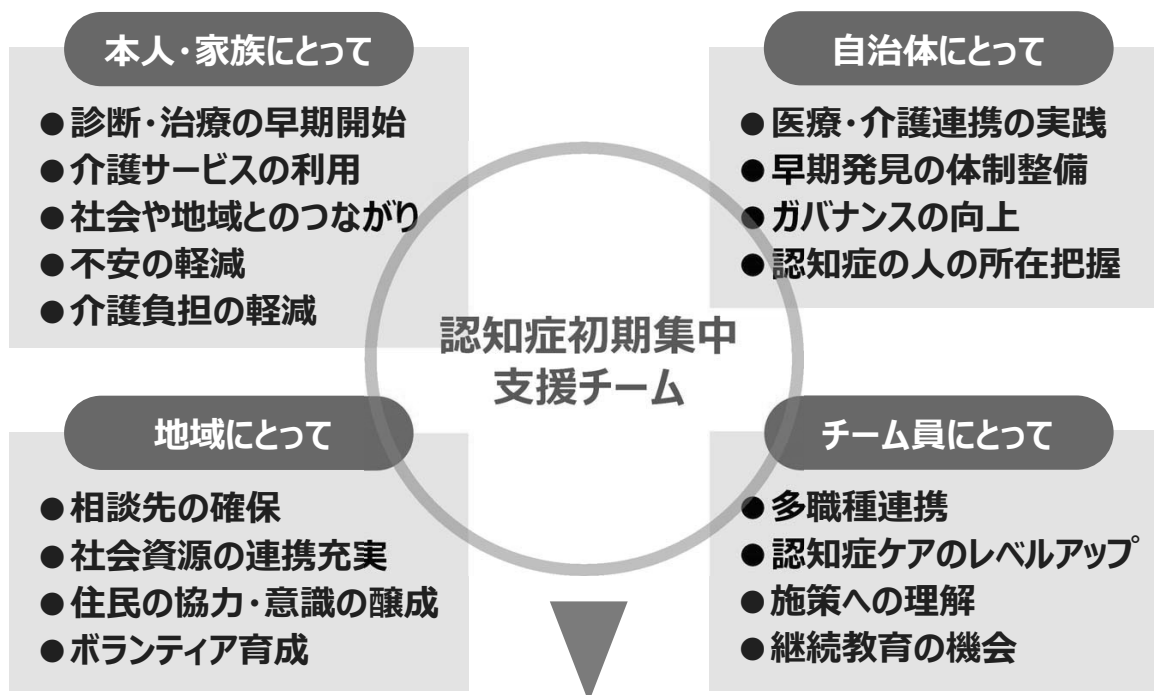 本人・家族にとって
●診断・治療の早期開始
●介護サービスの利用
●社会や地域とのつながり
●不安の軽減
●介護負担の軽減
自治体にとって
●医療・介護連携の実践
●早期発見の体制整備
●ガバナンスの向上
●認知症の人の所在把握
認知症初期集中
支援チーム
地域にとって
●相談先の確保
●社会資源の連携充実
●住民の協力・意識の醸成
●ボランティア育成
チーム員にとって
●多職種連携
●認知症ケアのレベルアップ
●施策への理解
●継続教育の機会